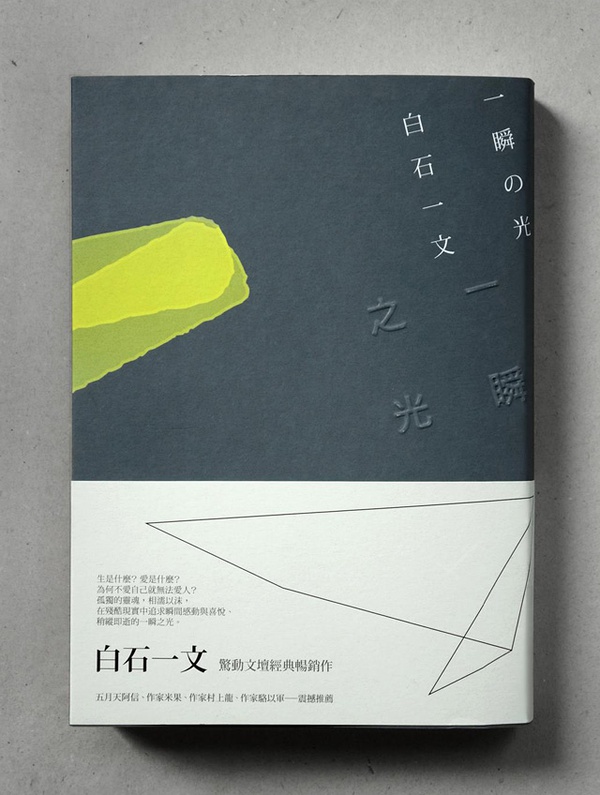 一瞬の光
白石一文
一瞬
之光
生是什麼？愛是什麼？
為何不愛自己就無法愛人？
孤獨的靈魂，相濡以沫，
在殘酷現實中追求瞬間感動與喜悅、
稍縱即逝的一瞬之光。
白石一文 驚動文壇經典暢銷作
五月天阿信、作家米果、作家村上龍、作家駱以軍──震撼推薦